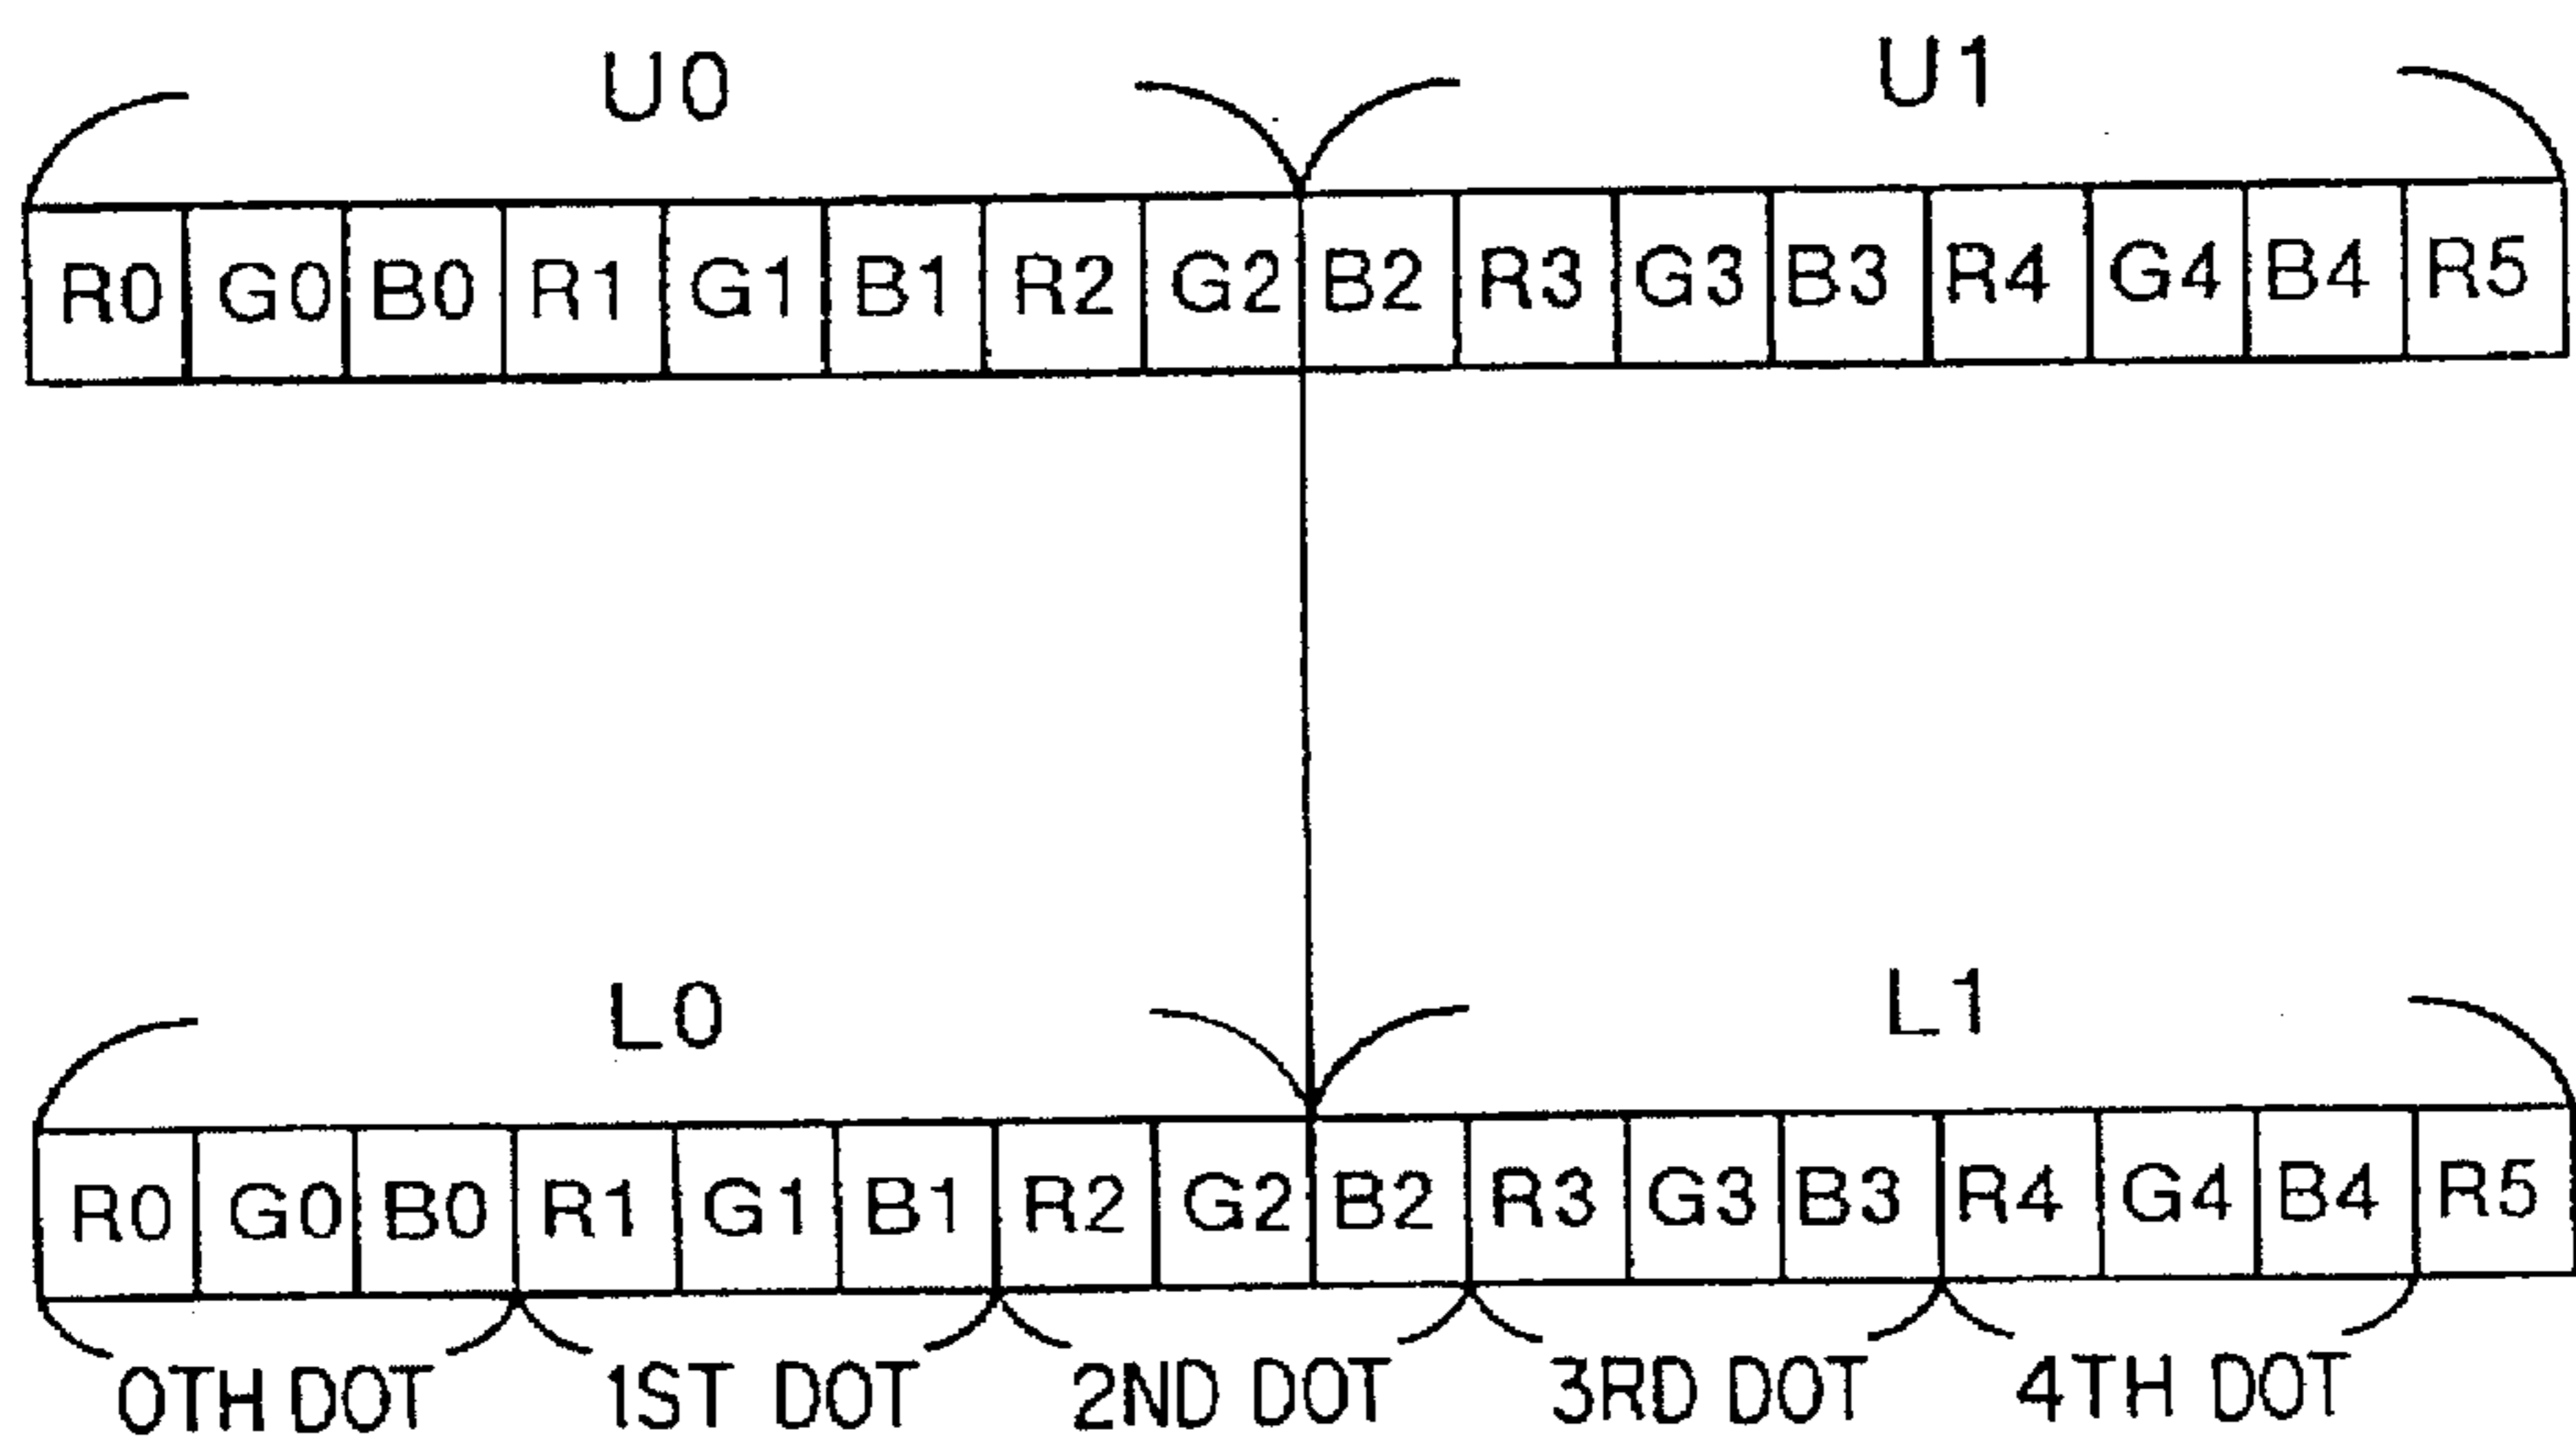 U0 U1
R0 G0 B0 R1 G1 B1 R2 G2 B2 R3 G3 B3 R4 G4 B4 R5
L0 L1
R0 G0 B0 R1 G1 B1 R2 G2 B2 R3 G3 B3 R4 G4 B4 R5
0TH DOT 1ST DOT 2ND DOT 3RD DOT 4TH DOT